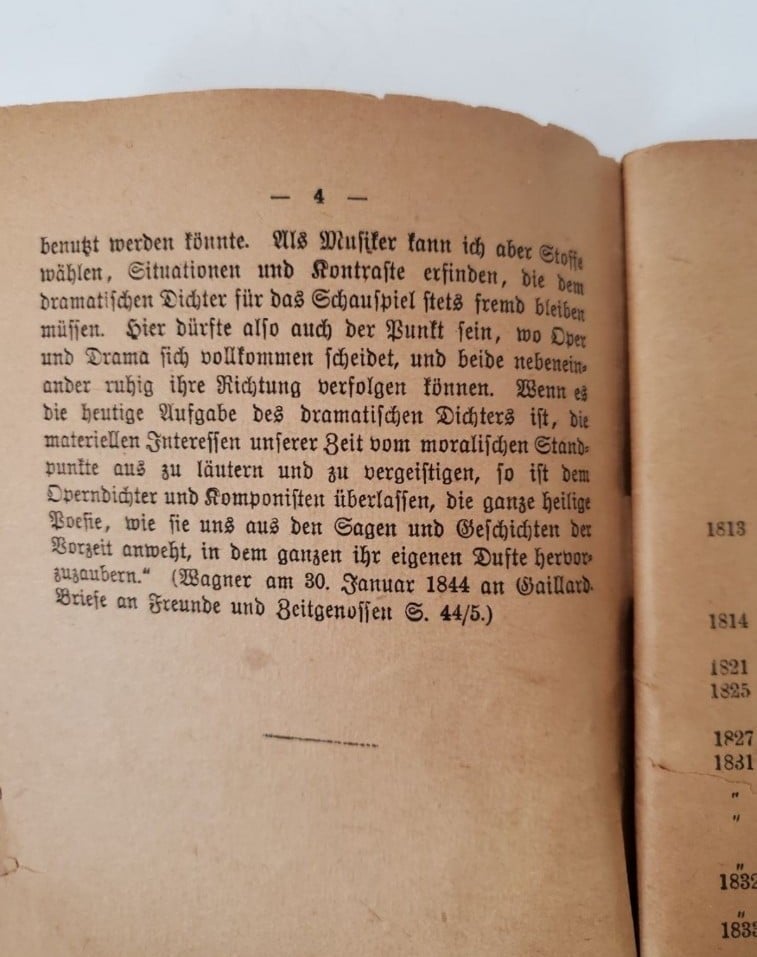 — 4 —
benutzt werden könnte. Als Musiker kann ich aber Stoffe
wählen, Situationen und Kontraste erfinden, die dem
dramatischen Dichter für das Schauspiel stets fremd bleiben
müssen. Hier dürfte also auch der Punkt sein, wo Oper
und Drama sich vollkommen scheidet, und beide nebenein-
ander ruhig ihre Richtung verfolgen können. Wenn es
die heutige Aufgabe des dramatischen Dichters ist, die
materiellen Interessen unserer Zeit vom moralischen Stand-
punkte aus zu läutern und zu vergeistigen, so ist dem
Operndichter und Komponisten überlassen, die ganze heilige
Poesie, wie sie uns aus den Sagen und Geschichten der
Vorzeit anweht, in dem ganzen ihr eigenen Dufte hervor-
zuzaubern.“ (Wagner am 30. Januar 1844 an Gaillard.
Briefe an Freunde und Zeitgenossen S. 44/5.)
1813
1814
1821
1825
1827
1831
"
"
"
1832
"
1833